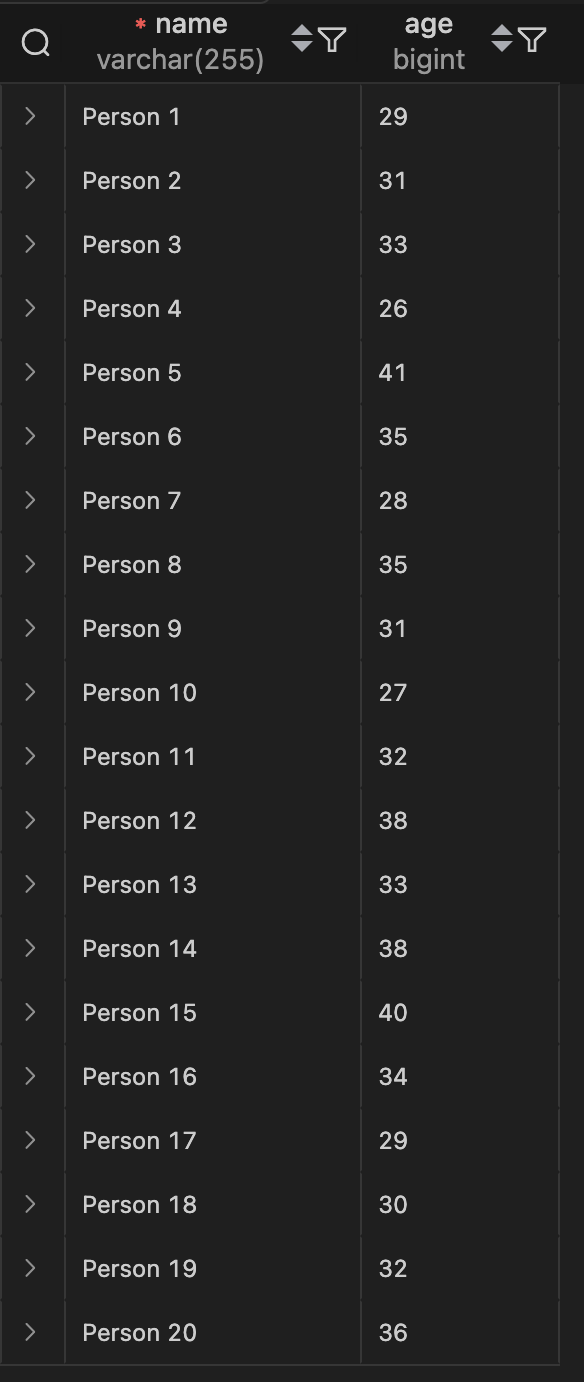 * name age
varchar(255) bigint
Person 1 29
Person 2 31
Person 3 33
Person 4 26
Person 5 41
Person 6 35
Person 7 28
Person 8 35
Person 9 31
Person 10 27
Person 11 32
Person 12 38
Person 13 33
Person 14 38
Person 15 40
Person 16 34
Person 17 29
Person 18 30
Person 19 32
Person 20 36